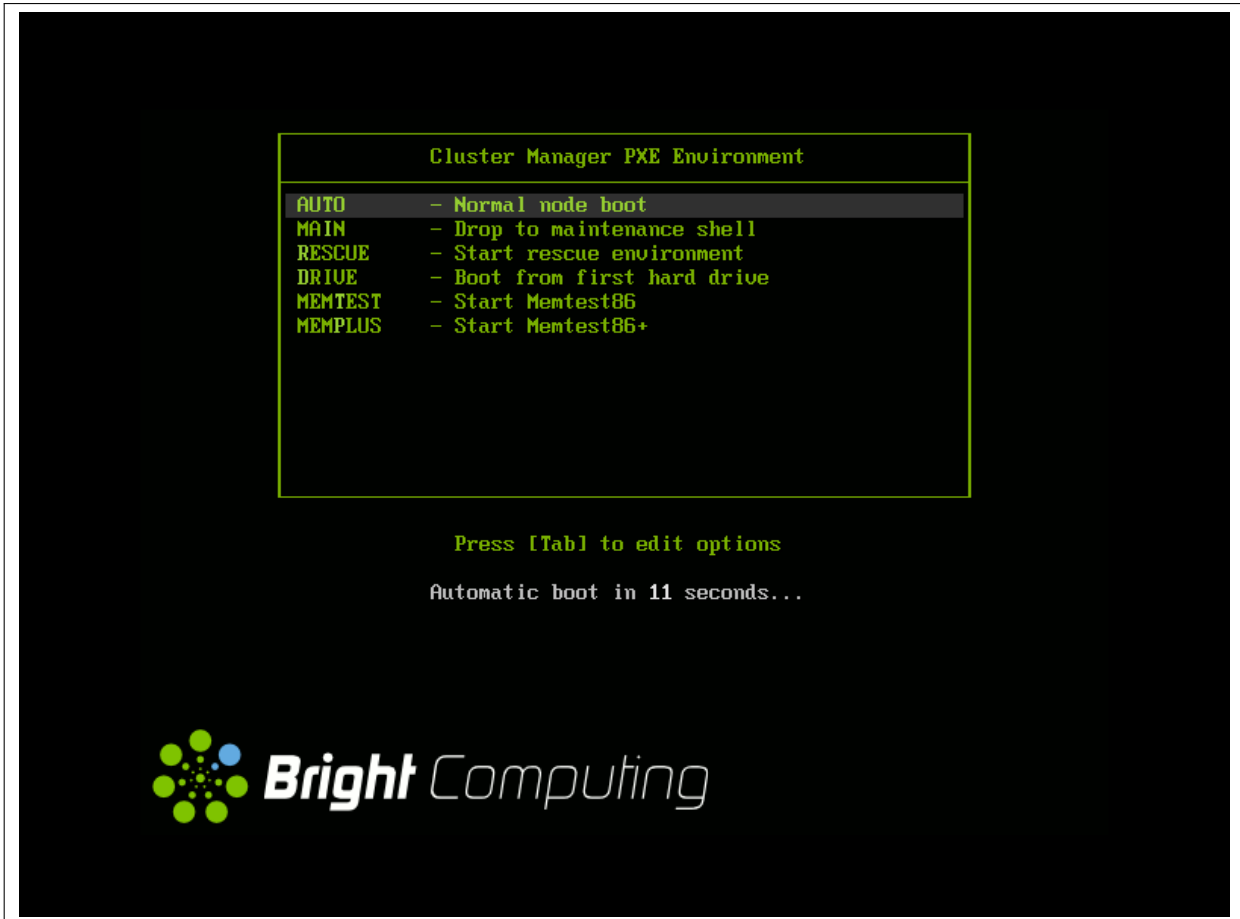 Cluster Manager PXE Environment
AUTO - Normal node boot
MAIN - Drop to maintenance shell
RESCUE - Start rescue environment
DRIVE - Boot from first hard drive
MEMTEST - Start Memtest86
MEMPLUS - Start Memtest86+
Press [Tab] to edit options
Automatic boot in 11 seconds...
Bright Computing